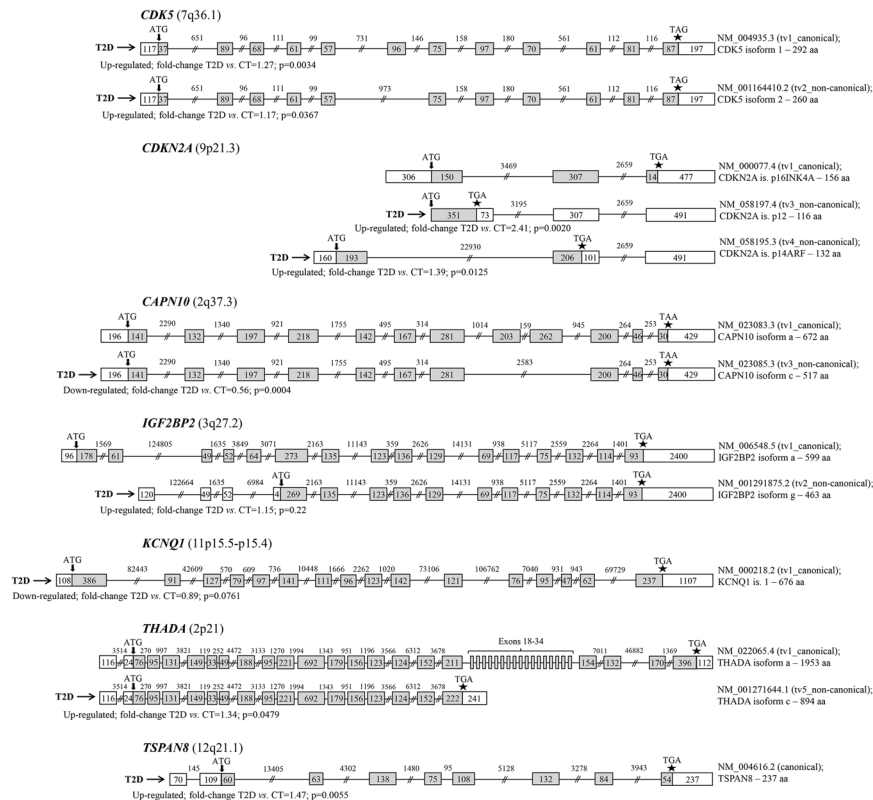 CDK5 (7q36.1)
ATG TAG
651 96 111 99 731 146 158 180 561 112 116
T2D 117 37 89 68 61 57 96 75 97 70 61 81 87 197
NM_004935.3 (tv1_canonical);
CDK5 isoform 1 – 292 aa
Up-regulated; fold-change T2D vs. CT=1.27; p=0.0034
ATG TAG
651 96 111 99 973 158 180 561 112 116
T2D 117 37 89 68 61 57 75 97 70 61 81 87 197
NM_001164410.2 (tv2_non-canonical);
CDK5 isoform 2 – 260 aa
Up-regulated; fold-change T2D vs. CT=1.17; p=0.0367
CDKN2A (9p21.3)
ATG TGA
3469 2659
306 150 307 14 477
NM_000077.4 (tv1_canonical);
CDKN2A is. p16INK4A – 156 aa
ATG TGA
3195 2659
T2D 351 73 307 491
NM_058197.4 (tv3_non-canonical);
CDKN2A is. p12 – 116 aa
Up-regulated; fold-change T2D vs. CT=2.41; p=0.0020
ATG TGA
22930 2659
T2D 160 193 206 101 491
NM_058195.3 (tv4_non-canonical);
CDKN2A is. p14ARF – 132 aa
Up-regulated; fold-change T2D vs. CT=1.39; p=0.0125
CAPN10 (2q37.3)
ATG TAA
2290 1340 921 1755 495 314 1014 159 945 264 253
196 141 132 197 218 142 167 281 203 262 200 46 30 429
NM_023083.3 (tv1_canonical);
CAPN10 isoform a – 672 aa
ATG TAA
2290 1340 921 1755 495 314 2583 264 253
T2D 196 141 132 197 218 142 167 281 200 46 30 429
NM_023085.3 (tv3_non-canonical);
CAPN10 isoform c – 517 aa
Down-regulated; fold-change T2D vs. CT=0.56; p=0.0004
IGF2BP2 (3q27.2)
ATG TGA
1569 124805 1635 3849 3071 2163 11143 359 2626 14131 938 5117 2559 2264 1401
96 178 61 49 52 64 273 135 123 136 129 69 117 75 132 114 93 2400
NM_006548.5 (tv1_canonical);
IGF2BP2 isoform a – 599 aa
ATG TGA
122664 1635 6984 2163 11143 359 2626 14131 938 5117 2559 2264 1401
T2D 120 49 52 4 269 135 123 136 129 69 117 75 132 114 93 2400
NM_001291875.2 (tv2_non-canonical);
IGF2BP2 isoform g – 463 aa
Up-regulated; fold-change T2D vs. CT=1.15; p=0.22
KCNQ1 (11p15.5-p15.4)
ATG TGA
82443 42609 570 609 736 10448 1666 2262 1020 73106 106762 7040 931 943 69729
T2D 108 386 91 127 79 97 141 111 96 123 142 121 76 95 47 62 237 1107
NM_000218.2 (tv1_canonical);
KCNQ1 is. 1 – 676 aa
Down-regulated; fold-change T2D vs. CT=0.89; p=0.0761
THADA (2p21)
Exons 18-34
ATG TGA
3514 270 997 3821 119 252 4472 3133 1290 1994 343 951 1346 3566 6312 3678 7011 46882 1369
116 24 76 95 131 149 33 49 188 95 221 692 179 156 123 124 152 211 154 132 170 396 112
NM_022065.4 (tv1_canonical);
THADA isoform a – 1953 aa
ATG TGA
3514 270 997 3821 119 252 4472 3133 1290 1994 343 951 1346 3566 6312 3678
T2D 116 24 76 95 131 149 33 49 188 95 221 692 179 156 123 124 152 222 241
NM_001271644.1 (tv5_non-canonical);
THADA isoform c – 894 aa
Up-regulated; fold-change T2D vs. CT=1.34; p=0.0479
TSPAN8 (12q21.1)
ATG TGA
145 13405 4302 1480 95 5128 3278 3943
T2D 70 109 60 63 138 75 108 132 84 54 237
NM_004616.2 (canonical);
TSPAN8 – 237 aa
Up-regulated; fold-change T2D vs. CT=1.47; p=0.0055